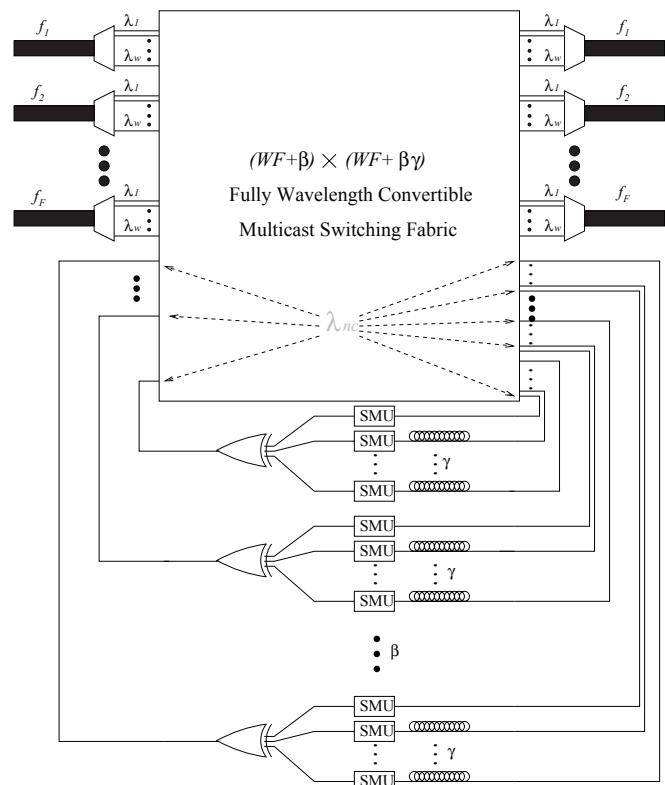 f1 λ1 λ1 f1
λw λw
f2 λ1 λ1 f2
λw λw
(WF+β) × (WF+ βγ)
Fully Wavelength Convertible
Multicast Switching Fabric
fF λ1 λ1 fF
λw λw
λnc
SMU
SMU
γ
SMU
SMU
SMU
γ
SMU
β
SMU
SMU
γ
SMU